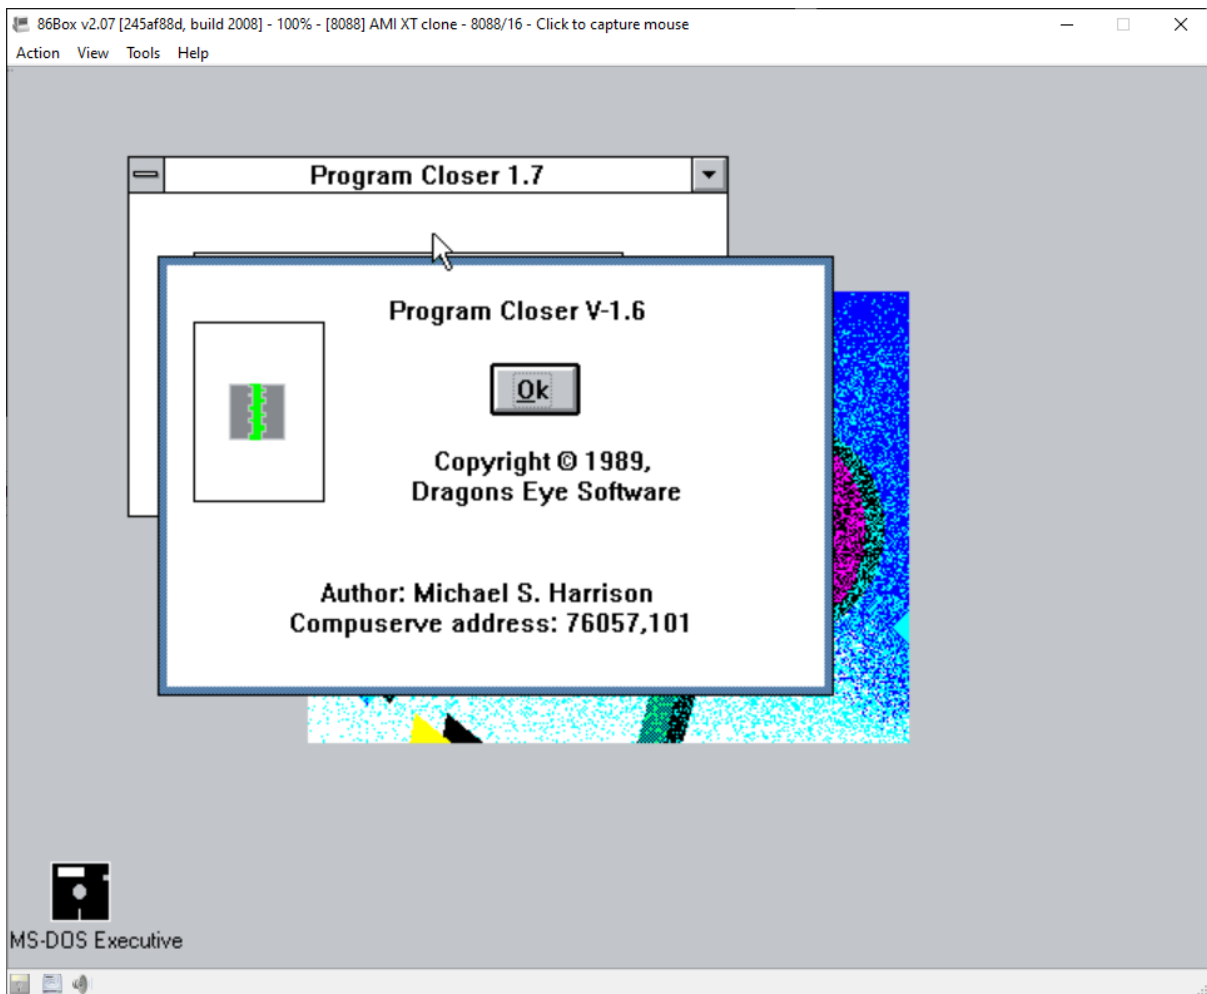 86Box v2.07 [245af88d, build 2008] - 100% - [8088] AMI XT clone - 8088/16 - Click to capture mouse
Action View Tools Help
Program Closer 1.7
Program Closer V-1.6
Ok
Copyright © 1989,
Dragons Eye Software
Author: Michael S. Harrison
Compuserve address: 76057,101
MS-DOS Executive